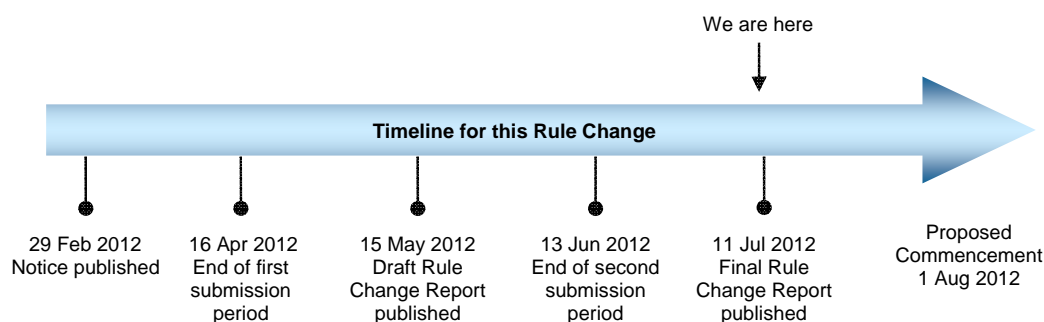 We are here
Timeline for this Rule Change
29 Feb 2012
Notice published
16 Apr 2012
End of first
submission
period
15 May 2012
Draft Rule
Change Report
published
13 Jun 2012
End of second
submission
period
11 Jul 2012
Final Rule
Change Report
published
Proposed
Commencement
1 Aug 2012